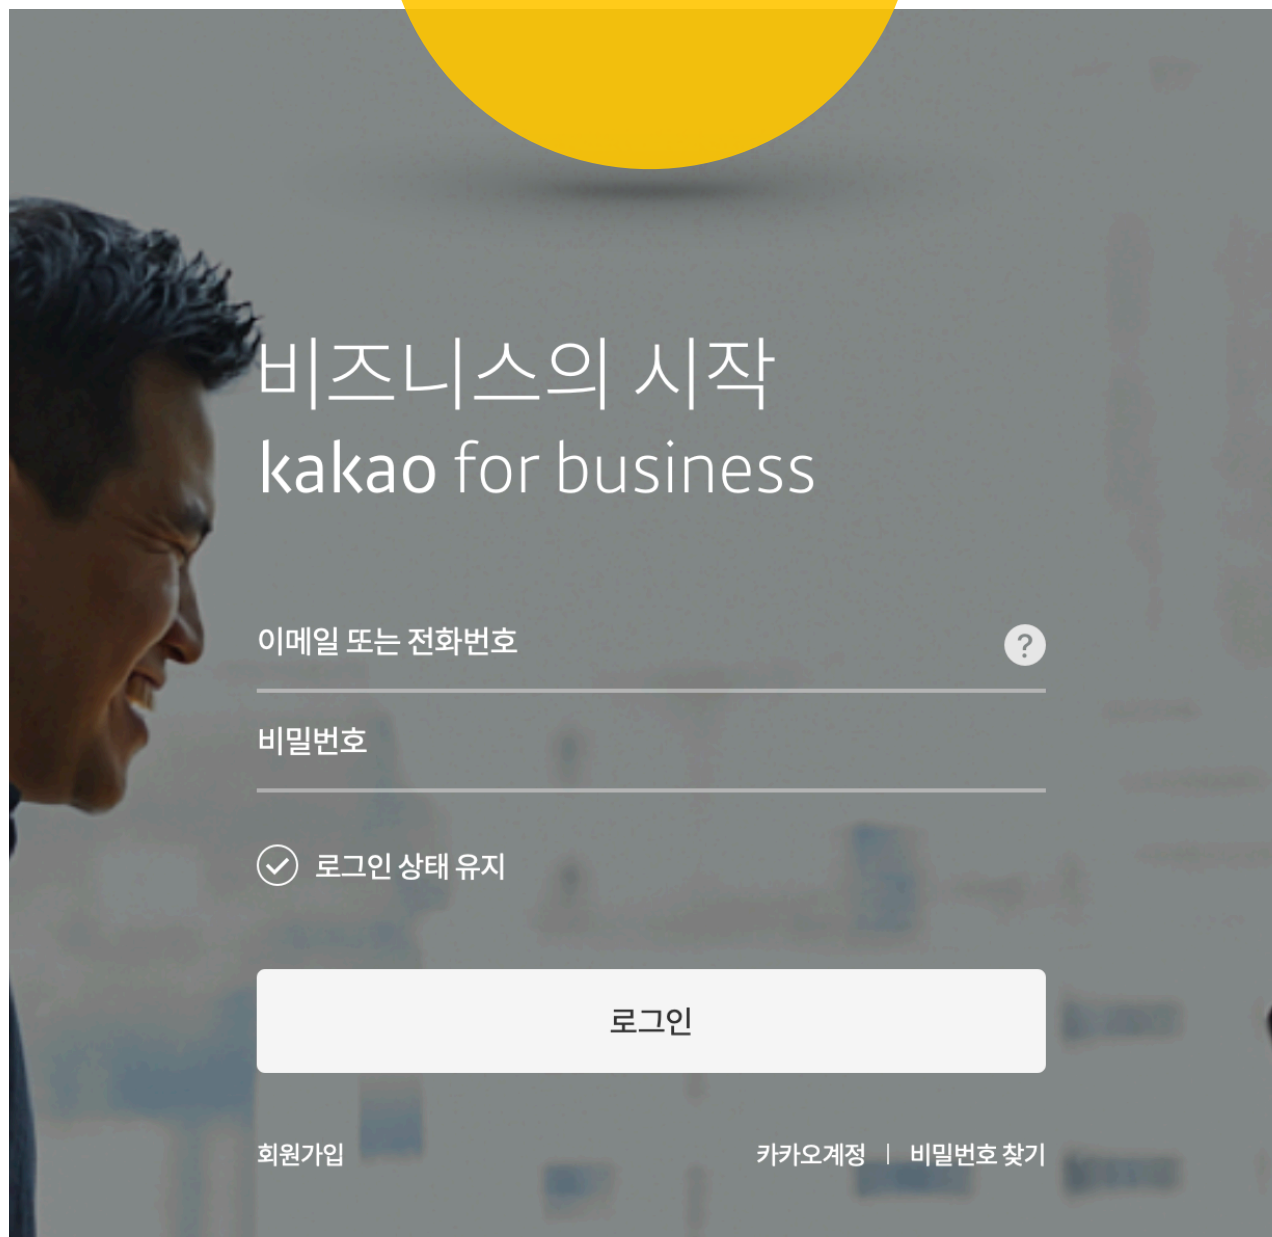 비즈니스의 시작
kakao for business
이메일 또는 전화번호 ?
비밀번호
로그인 상태 유지
로그인
회원가입 카카오계정 | 비밀번호 찾기